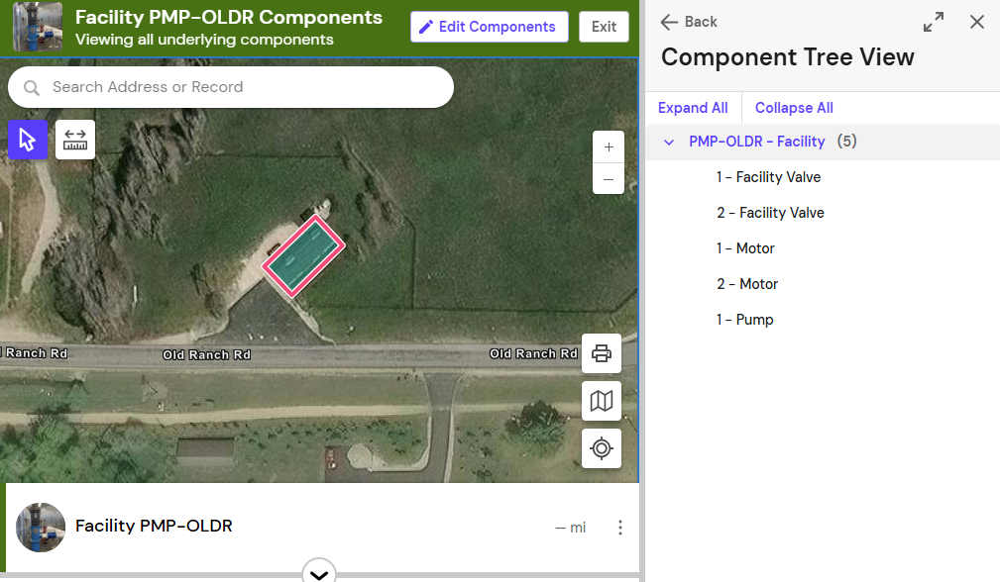 Facility PMP-OLDR Components
Viewing all underlying components
Edit Components
Exit
Search Address or Record
Ranch Rd
Old Ranch Rd
Old Ranch Rd
Facility PMP-OLDR
— mi
Back
Component Tree View
Expand All
Collapse All
PMP-OLDR - Facility (5)
1 - Facility Valve
2 - Facility Valve
1 - Motor
2 - Motor
1 - Pump